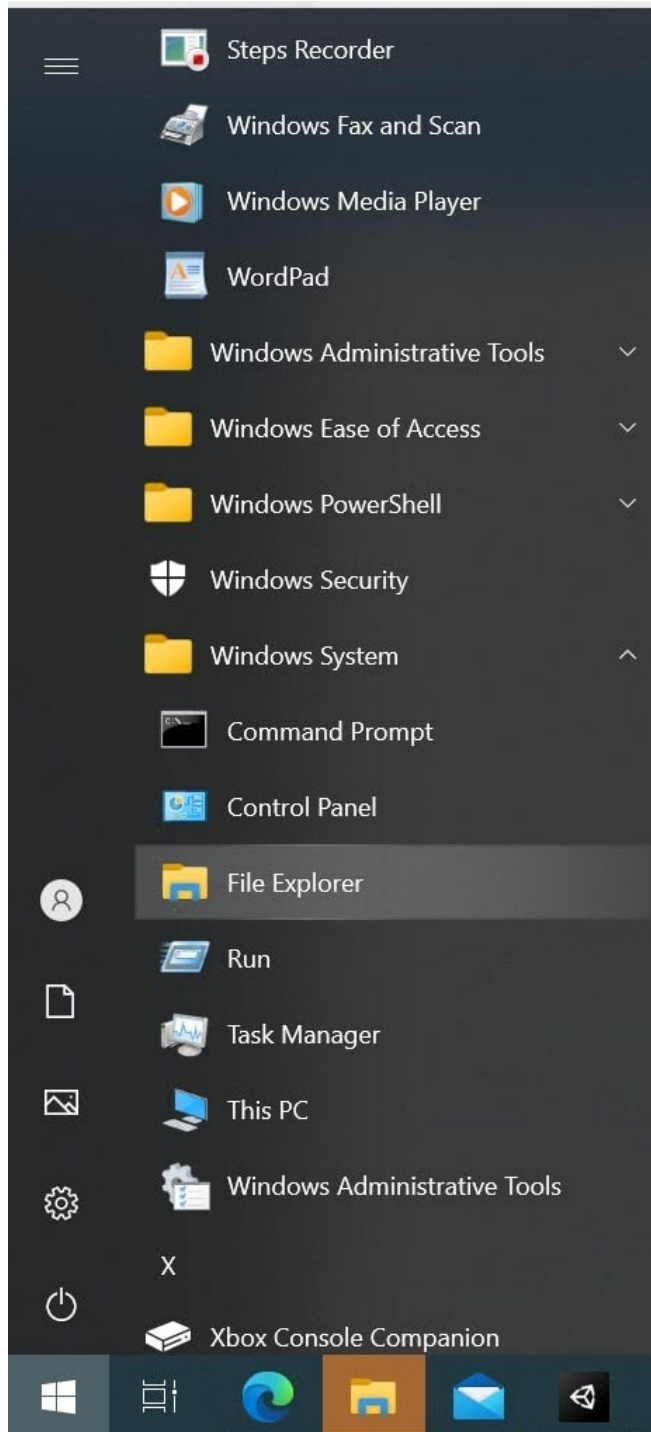 Steps Recorder
Windows Fax and Scan
Windows Media Player
WordPad
Windows Administrative Tools
Windows Ease of Access
Windows PowerShell
Windows Security
Windows System
Command Prompt
Control Panel
File Explorer
Run
Task Manager
This PC
Windows Administrative Tools
X
Xbox Console Companion